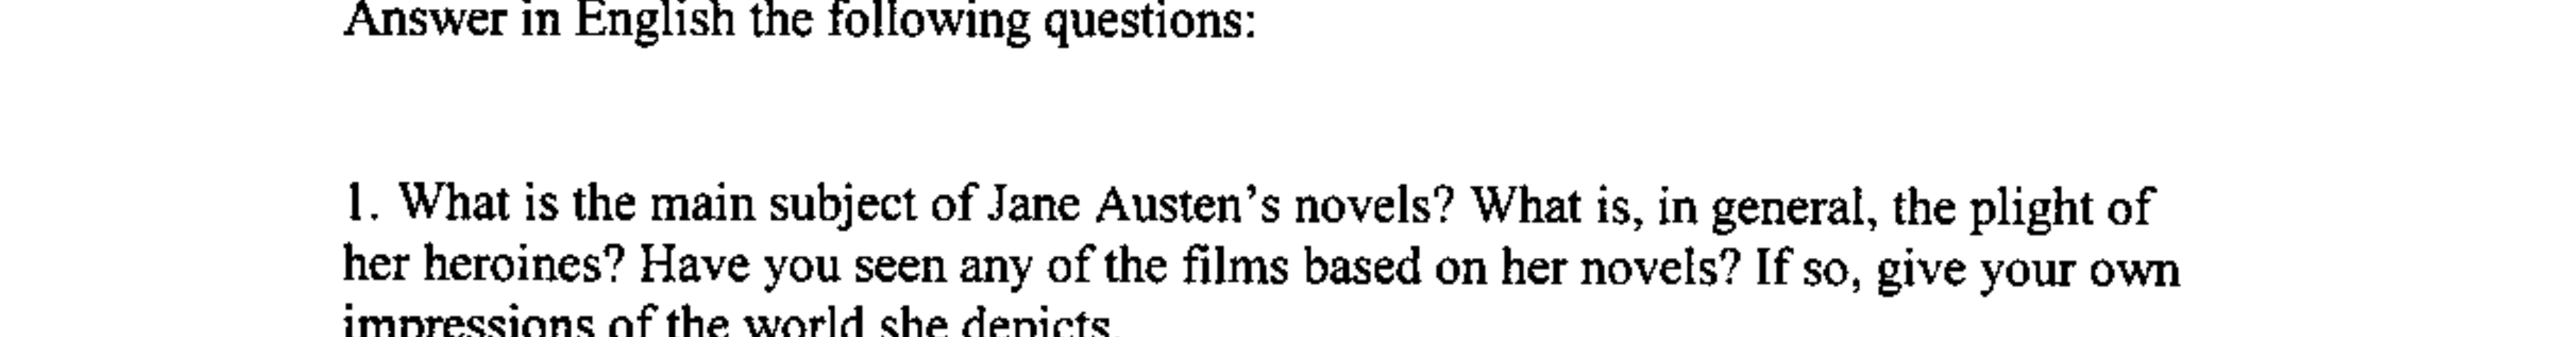 Answer in English the following questions:
1. What is the main subject of Jane Austen's novels? What is, in general, the plight of
her heroines? Have you seen any of the films based on her novels? If so, give your own
impressions of the world she depicts.